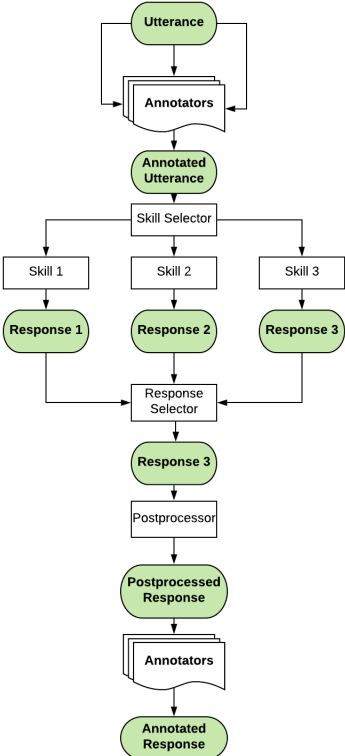 Utterance
Annotators
Annotated
Utterance
Skill Selector
Skill 1
Skill 2
Skill 3
Response 1
Response 2
Response 3
Response
Selector
Response 3
Postprocessor
Postprocessed
Response
Annotators
Annotated
Response